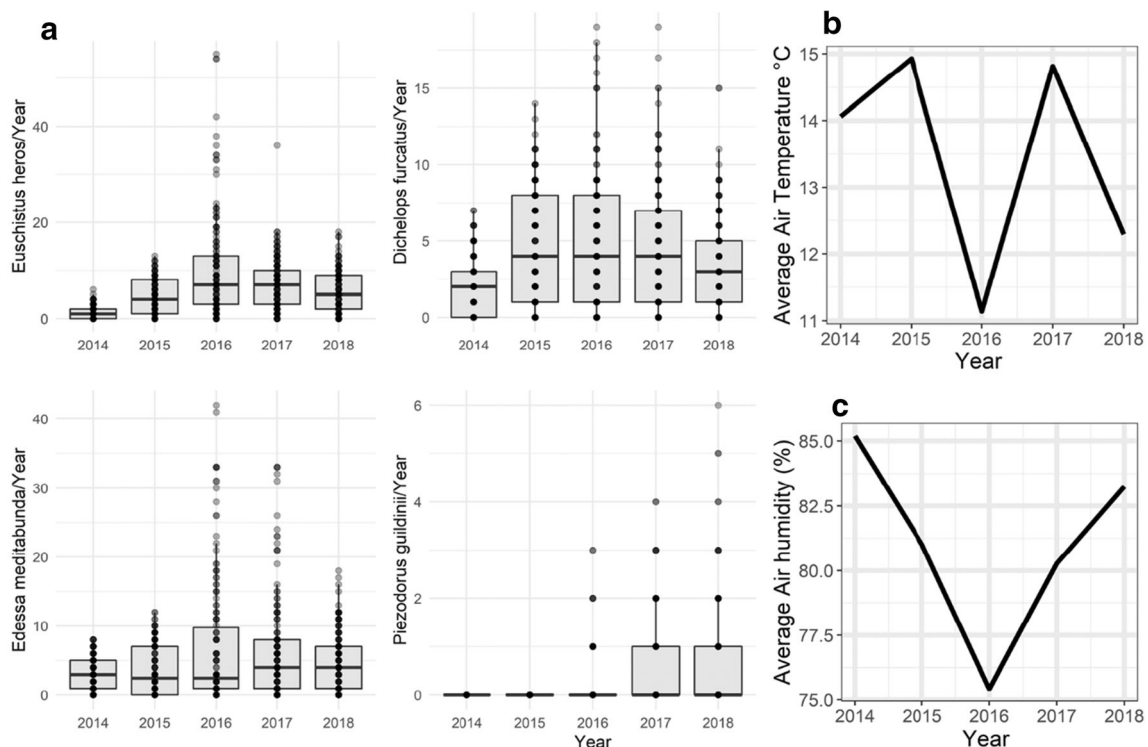 a
Euschistus heros/Year
40
20
0
2014 2015 2016 2017 2018
Dichelops furcatus/Year
15
10
5
0
2014 2015 2016 2017 2018
b
Average Air Temperature °C
15
14
13
12
11
2014 2015 2016 2017 2018
Year
Edessa meditabunda/Year
40
30
20
10
0
2014 2015 2016 2017 2018
Piezodorus guildinii/Year
6
4
2
0
2014 2015 2016 2017 2018
Year
c
Average Air humidity (%)
85.0
82.5
80.0
77.5
75.0
2014 2015 2016 2017 2018
Year